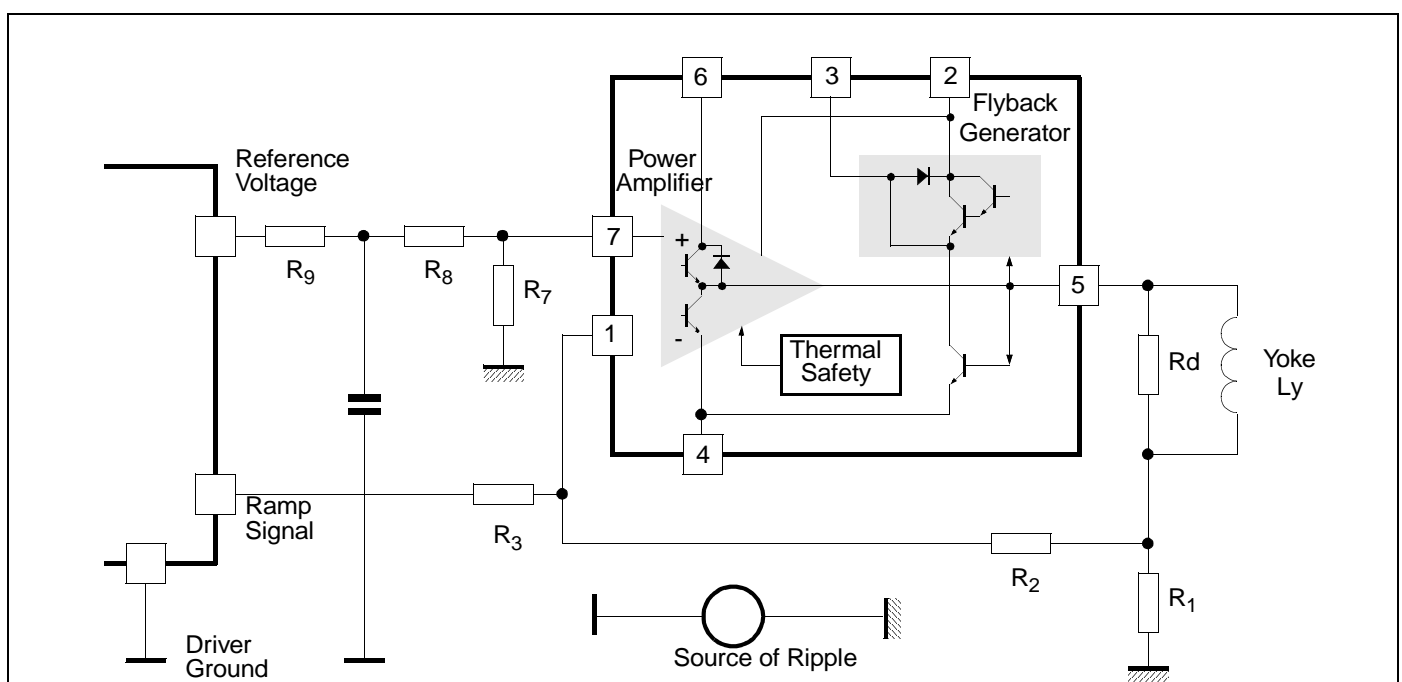 6
3
2
Flyback
Generator
Reference
Voltage
Power
Amplifier
R9
R8
7
+
R7
5
1
-
Thermal
Safety
Rd
Yoke
Ly
4
Ramp
Signal
R3
R2
R1
Driver
Ground
Source of Ripple